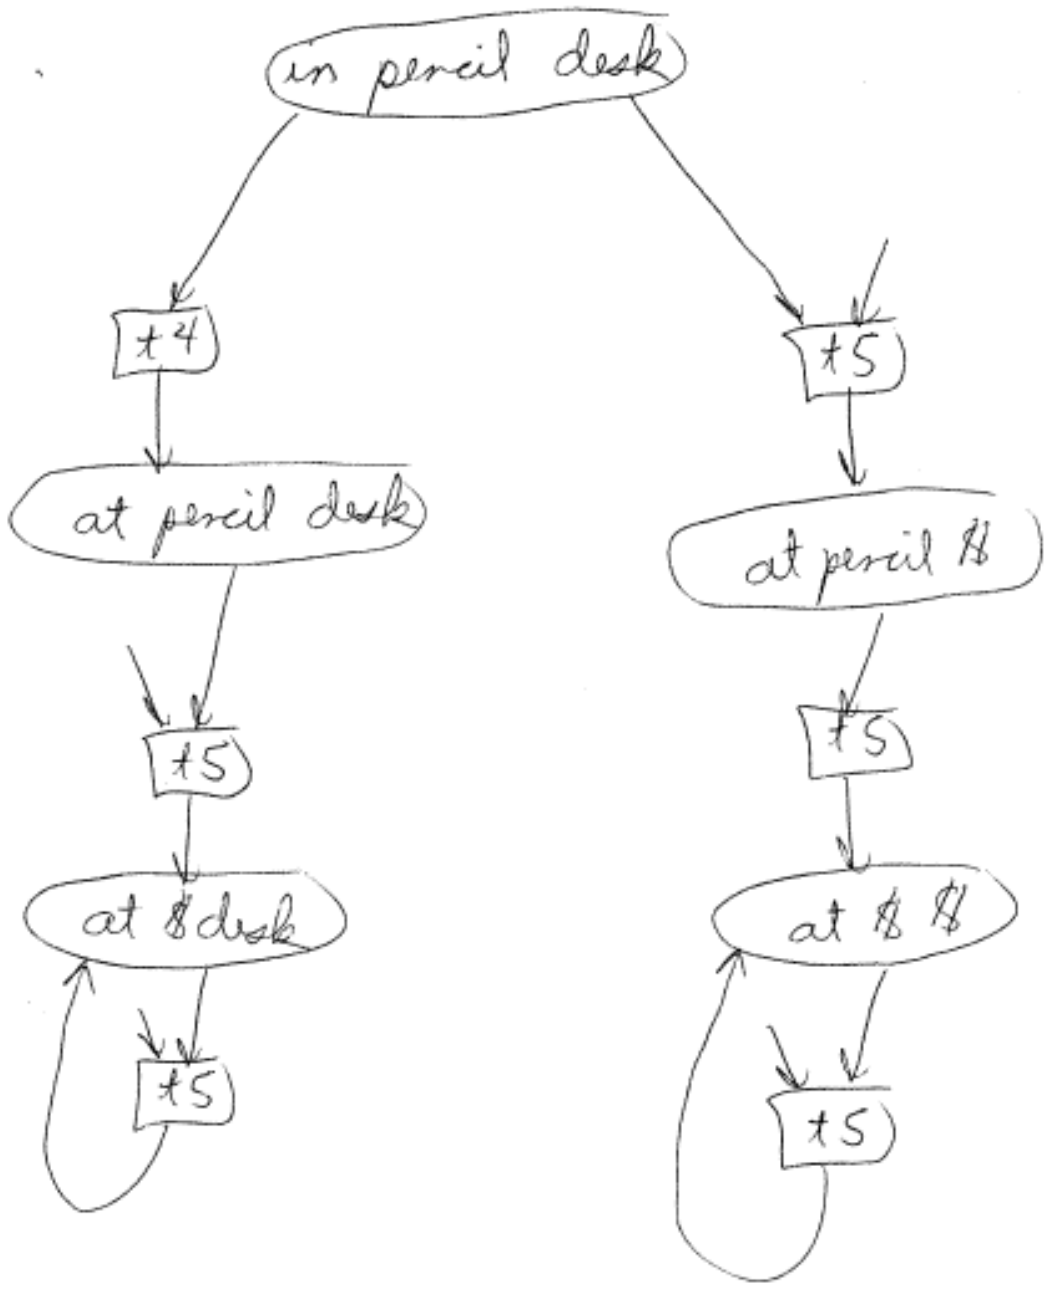 in pencil desk
t4
t5
at pencil desk
at pencil $
t5
t5
at $ desk
at $ $
t5
t5